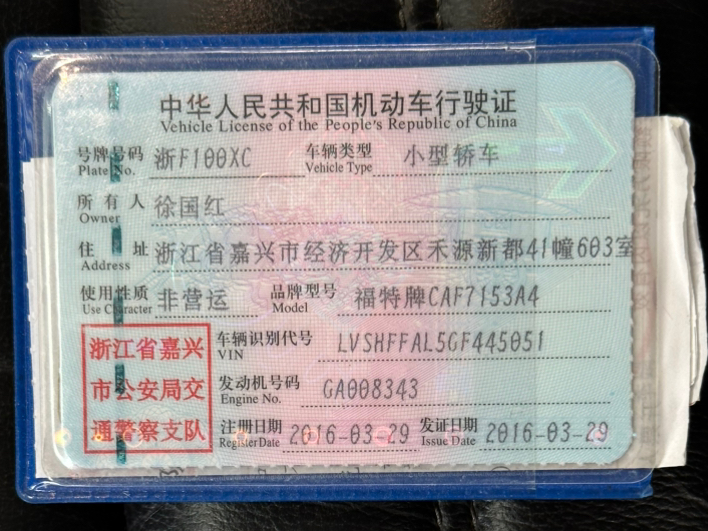 中华人民共和国机动车行驶证
Vehicle License of the People's Republic of China
号牌号码 浙F100XC 车辆类型 小型轿车
Plate No. Vehicle Type
所有人 徐国红
Owner
住址 浙江省嘉兴市经济开发区禾源新都41幢603室
Address
使用性质 非营运 品牌型号 福特牌CAF7153A4
Use Character Model
浙江省嘉兴
市公安局交
通警察支队
车辆识别代号 LVSHFFAL5GF445051
VIN
发动机号码 GA008343
Engine No.
注册日期 2016-03-29 发证日期 2016-03-29
Register Date Issue Date